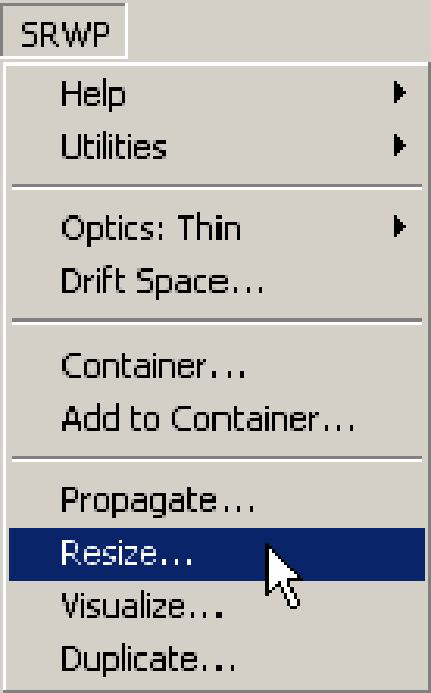 SRWP
Help
Utilities
Optics: Thin
Drift Space...
Container...
Add to Container...
Propagate...
Resize...
Visualize...
Duplicate...